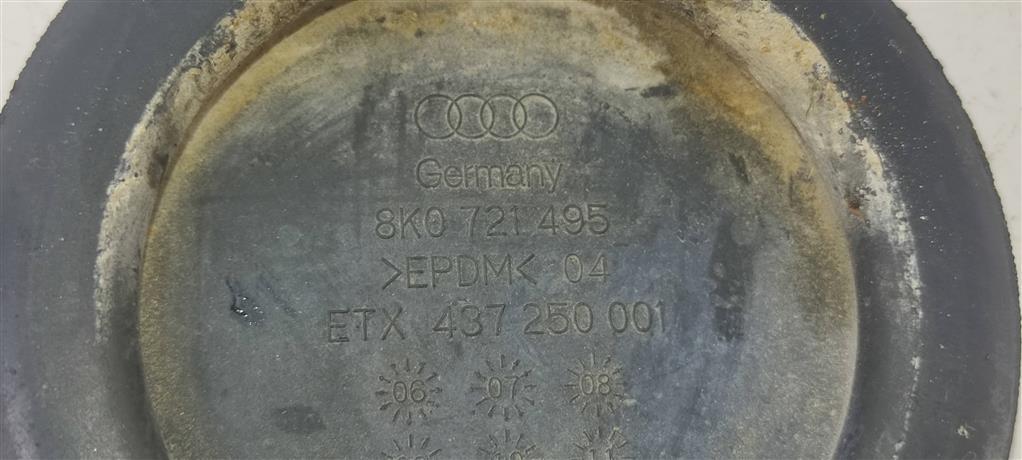 Germany
8K0 721 495
>EPDM< 04
ETX 437 250 001
06 07 08